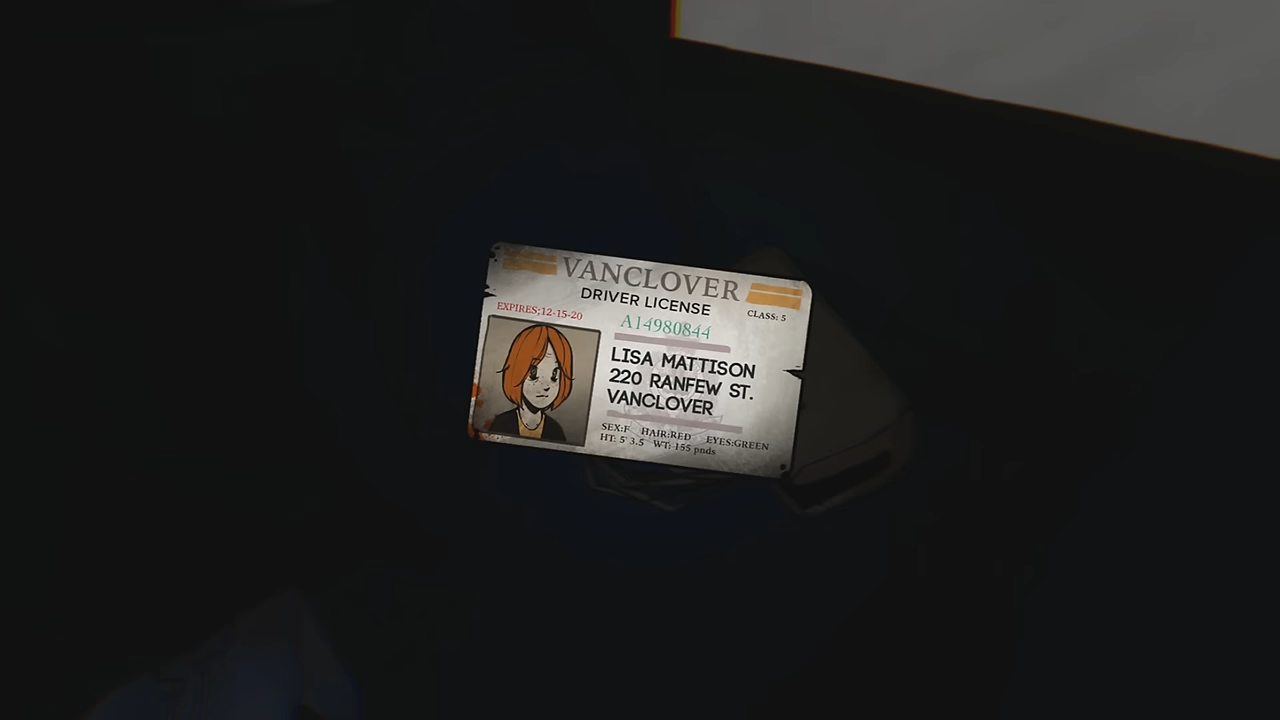 VANCLOVER
DRIVER LICENSE
EXPIRES;12-15-20
CLASS: 5
A14980844
LISA MATTISON
220 RANFEW ST.
VANCLOVER
SEX:F HAIR:RED EYES:GREEN
HT: 5' 3.5 WT: 155 pnds